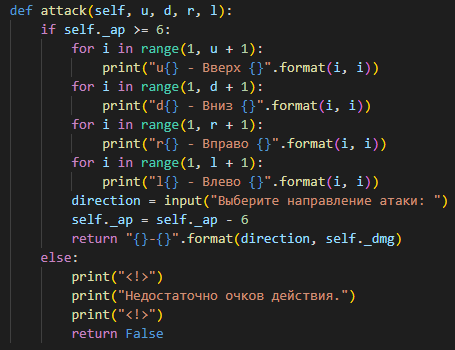 def attack(self, u, d, r, l):
    if self._ap >= 6:
        for i in range(1, u + 1):
            print("u{} - Вверх {}".format(i, i))
        for i in range(1, d + 1):
            print("d{} - Вниз {}".format(i, i))
        for i in range(1, r + 1):
            print("r{} - Вправо {}".format(i, i))
        for i in range(1, l + 1):
            print("l{} - Влево {}".format(i, i))
        direction = input("Выберите направление атаки: ")
        self._ap = self._ap - 6
        return "{}-{}".format(direction, self._dmg)
    else:
        print("<!>")
        print("Недостаточно очков действия.")
        print("<!>")
        return False